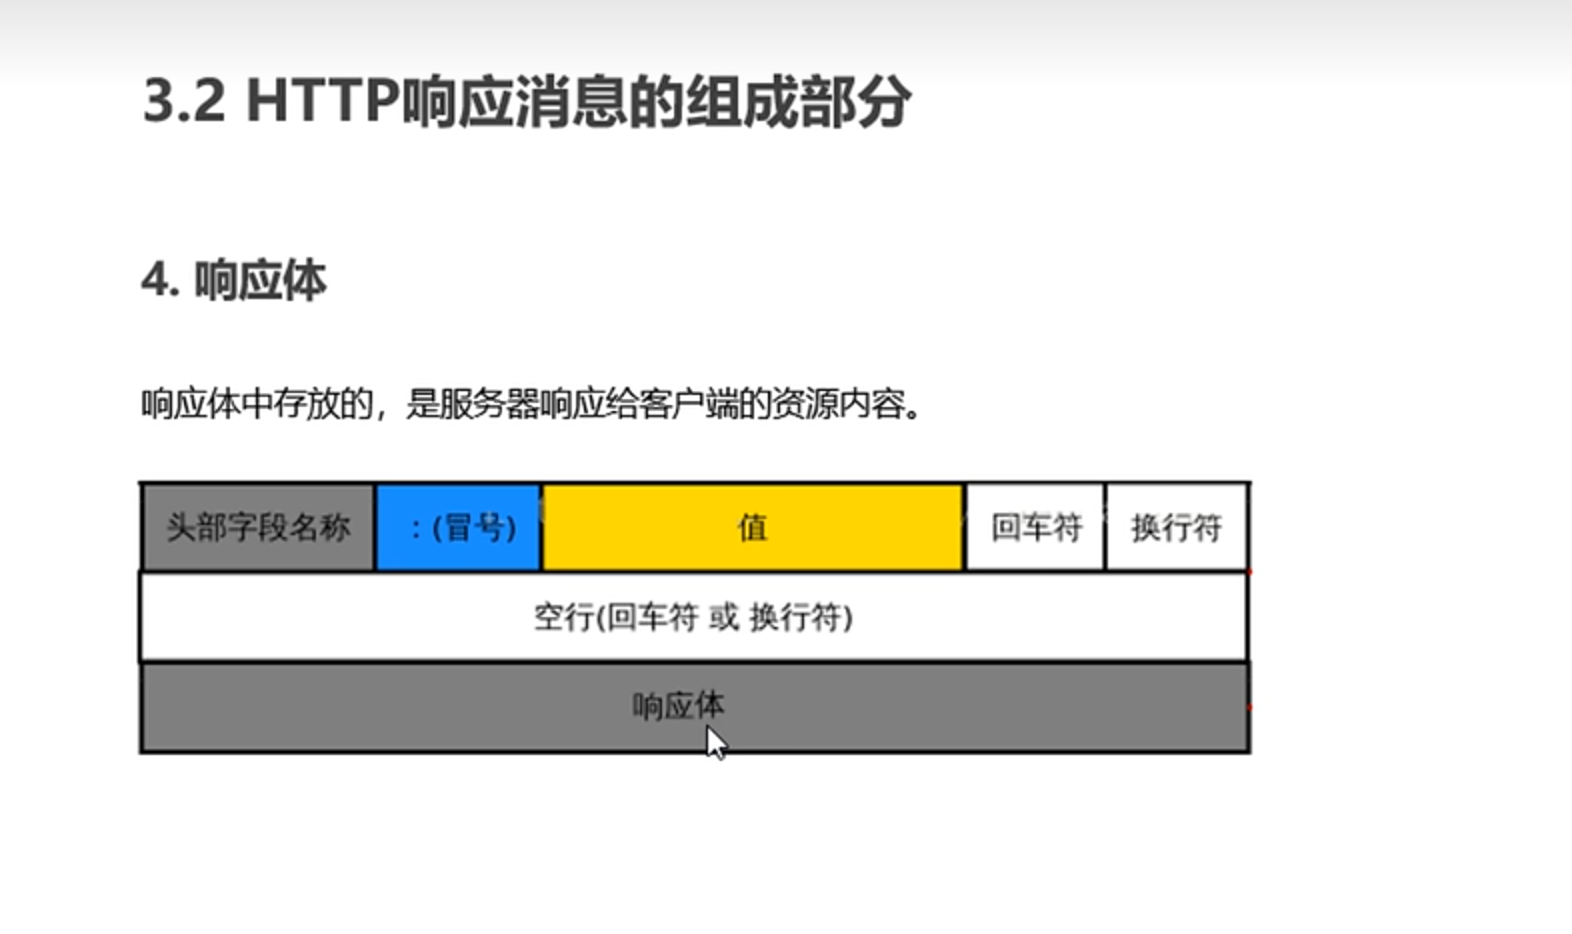 3.2 HTTP响应消息的组成部分
4. 响应体
响应体中存放的，是服务器响应给客户端的资源内容。
头部字段名称 : (冒号) 值 回车符 换行符
空行(回车符 或 换行符)
响应体